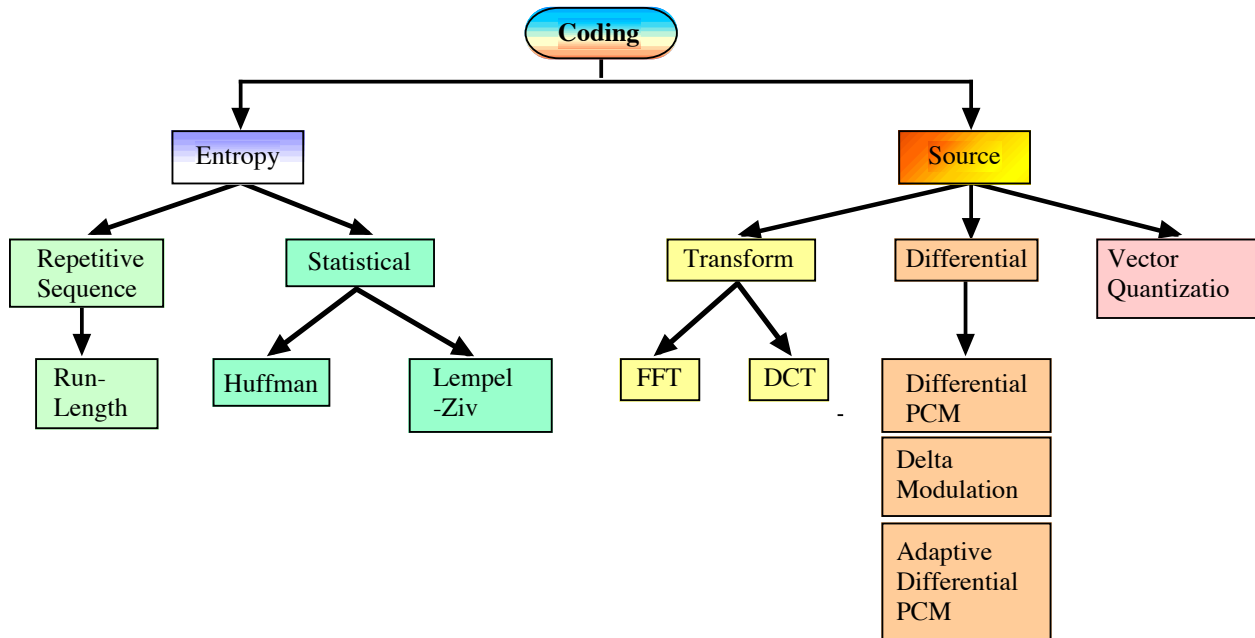 Coding
Entropy
Source
Repetitive
Sequence
Statistical
Transform
Differential
Vector
Quantizatio
Run-
Length
Huffman
Lempel
-Ziv
FFT
DCT
-
Differential
PCM
Delta
Modulation
Adaptive
Differential
PCM